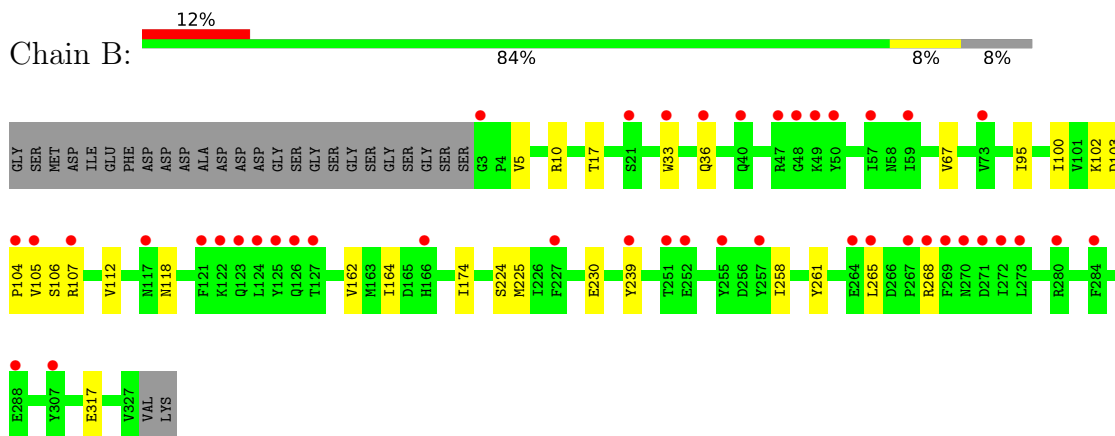 12%
Chain B:
84% 8% 8%
GLY SER MET ASP ILE GLU PHE ASP ASP ASP ALA ASP ASP ASP GLY SER GLY SER GLY SER GLY SER GLY SER SER G3 P4 V5 R10 T17 S21 W33 Q36 Q40 R47 G48 K49 Y50 I57 N58 I59 V67 V73 I95 I100 V101 K102 P103
P104 V105 S106 R107 V112 N117 N118 F121 K122 Q123 L124 Y125 Q126 T127 V162 M163 I164 D165 H166 I174 S224 M225 I226 F227 E230 Y239 T251 E252 Y255 D256 Y257 I258 Y261 E264 L265 D266 P267 R268 F269 N270 D271 I272 L273 R280 F284
E288 Y307 E317 V327 VAL LYS